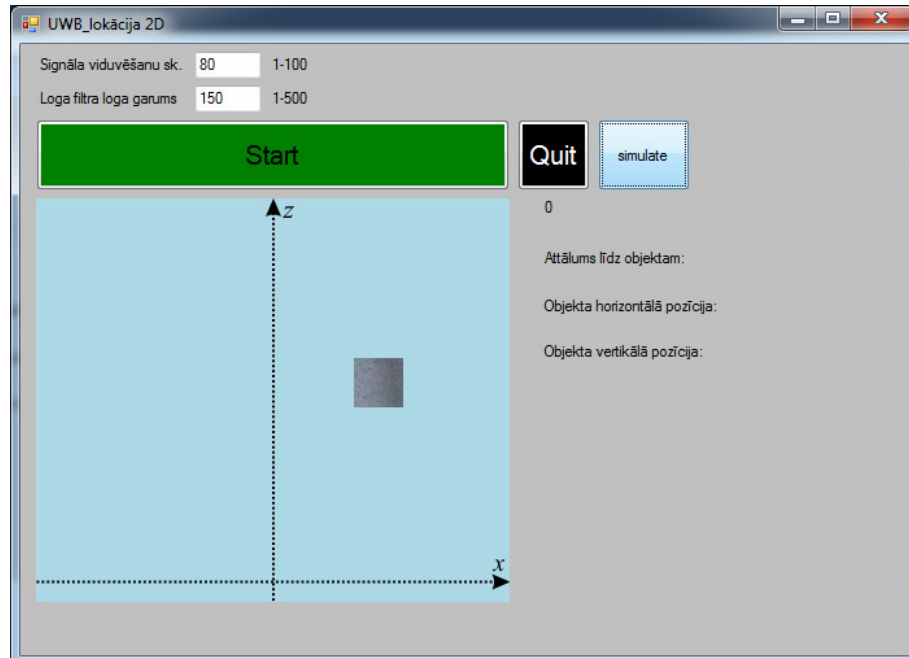 UWB_lokācija 2D
Signāla viduvēšanu sk. 80 1-100
Loga filtra loga garums 150 1-500
Start Quit simulate
z
0
Attālums līdz objektam:
Objekta horizontālā pozīcija:
Objekta vertikālā pozīcija:
x